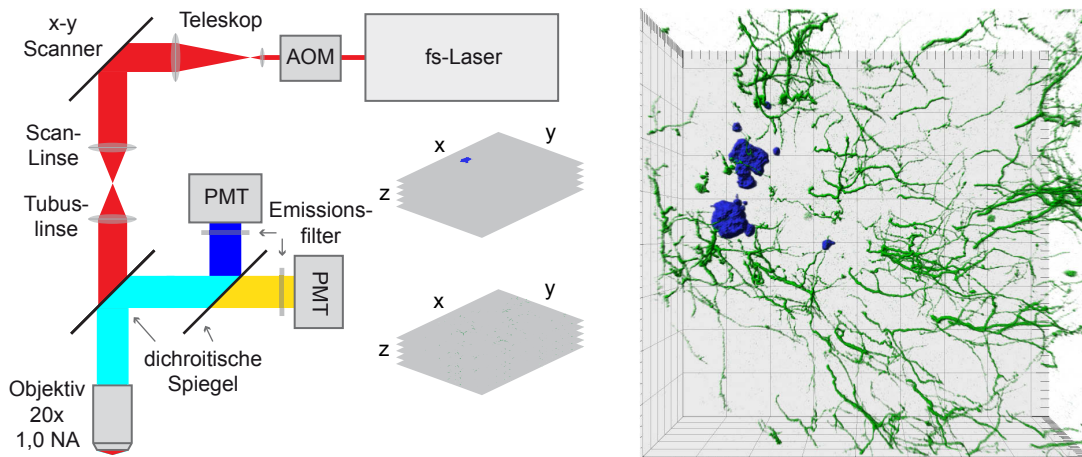 x-y
Scanner
Teleskop
AOM
fs-Laser
Scan-
Linse
Tubus-
linse
PMT
Emissions-
filter
PMT
dichroitische
Spiegel
Objektiv
20x
1,0 NA
x
y
z
x
y
z